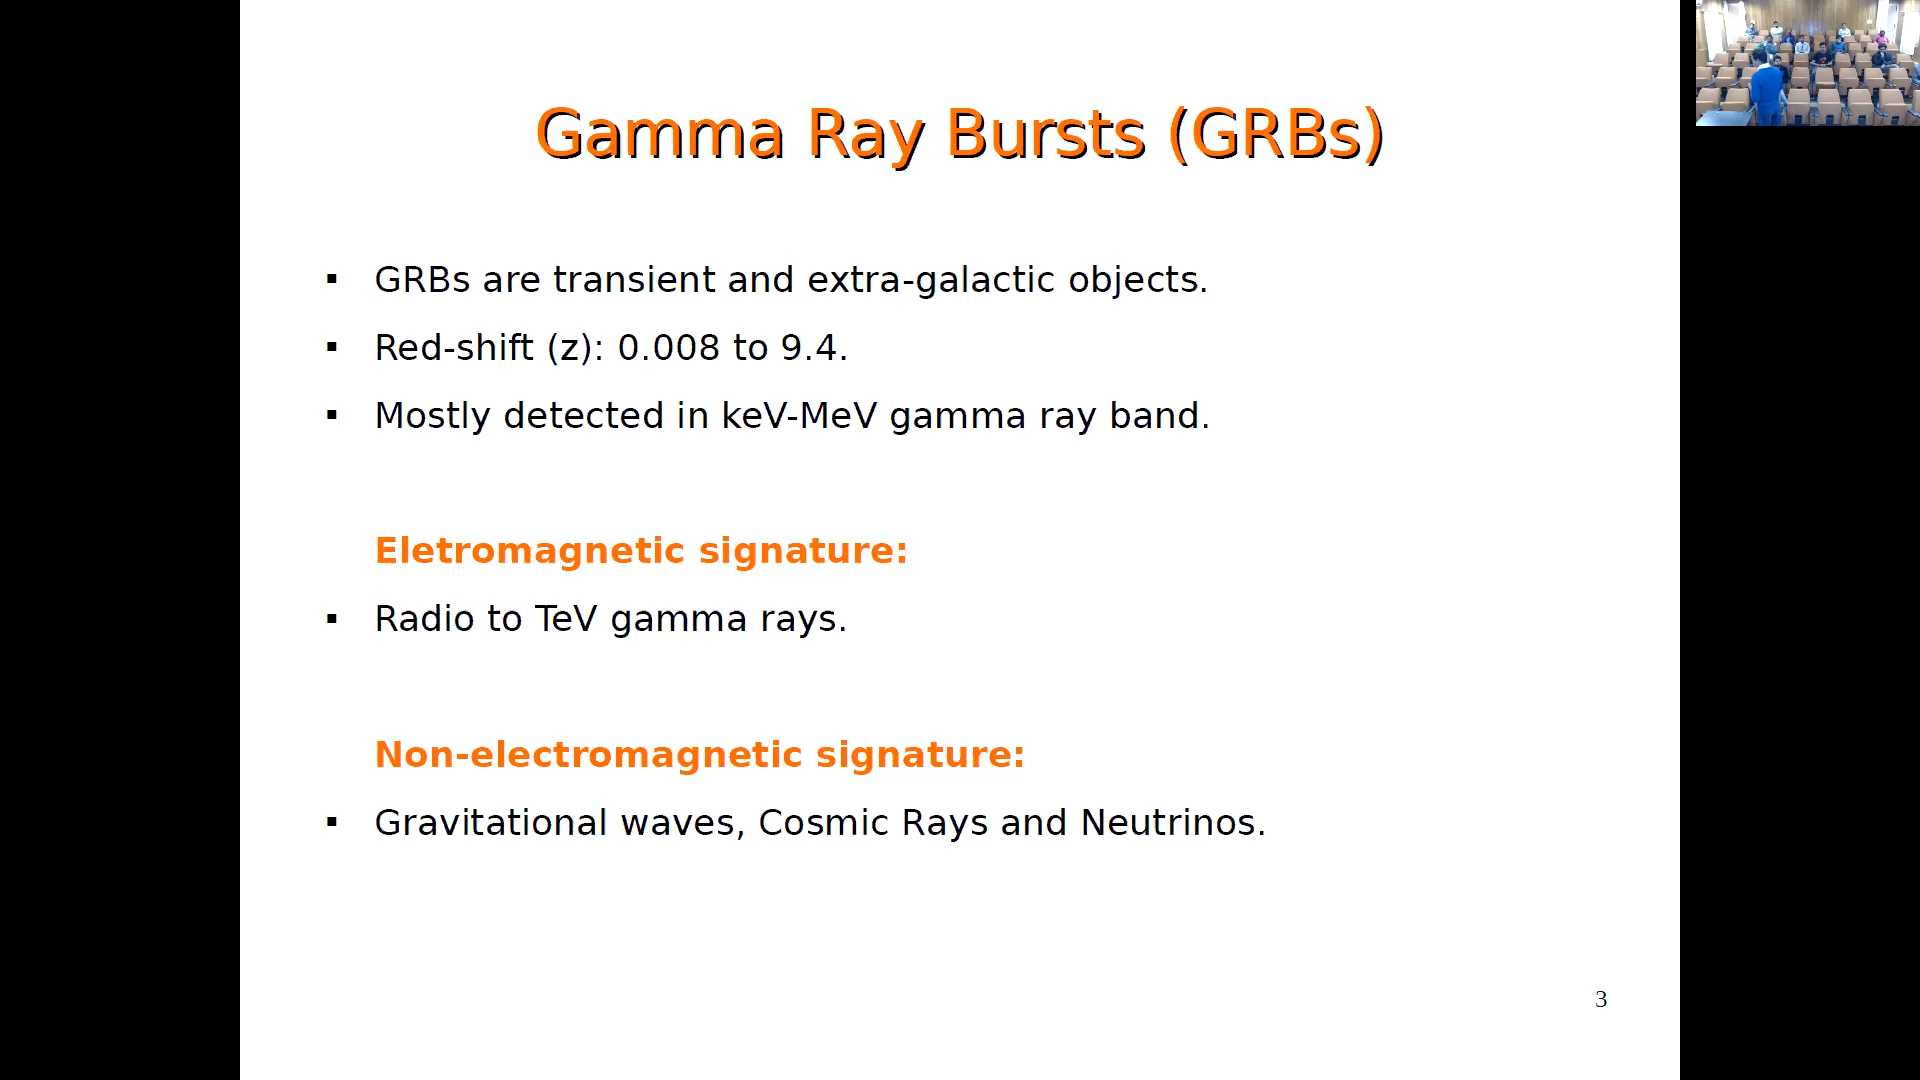 Gamma Ray Bursts (GRBs)
▪ GRBs are transient and extra-galactic objects.
▪ Red-shift (z): 0.008 to 9.4.
▪ Mostly detected in keV-MeV gamma ray band.
Eletromagnetic signature:
▪ Radio to TeV gamma rays.
Non-electromagnetic signature:
▪ Gravitational waves, Cosmic Rays and Neutrinos.
3